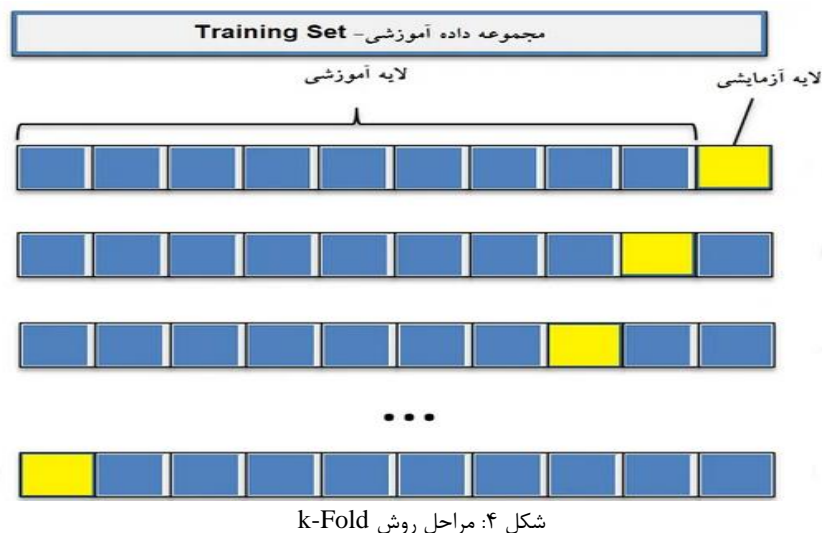 مجموعه داده آموزشی- Training Set
لایه آموزشی
لایه آزمایشی
...
شکل ۴: مراحل روش k-Fold